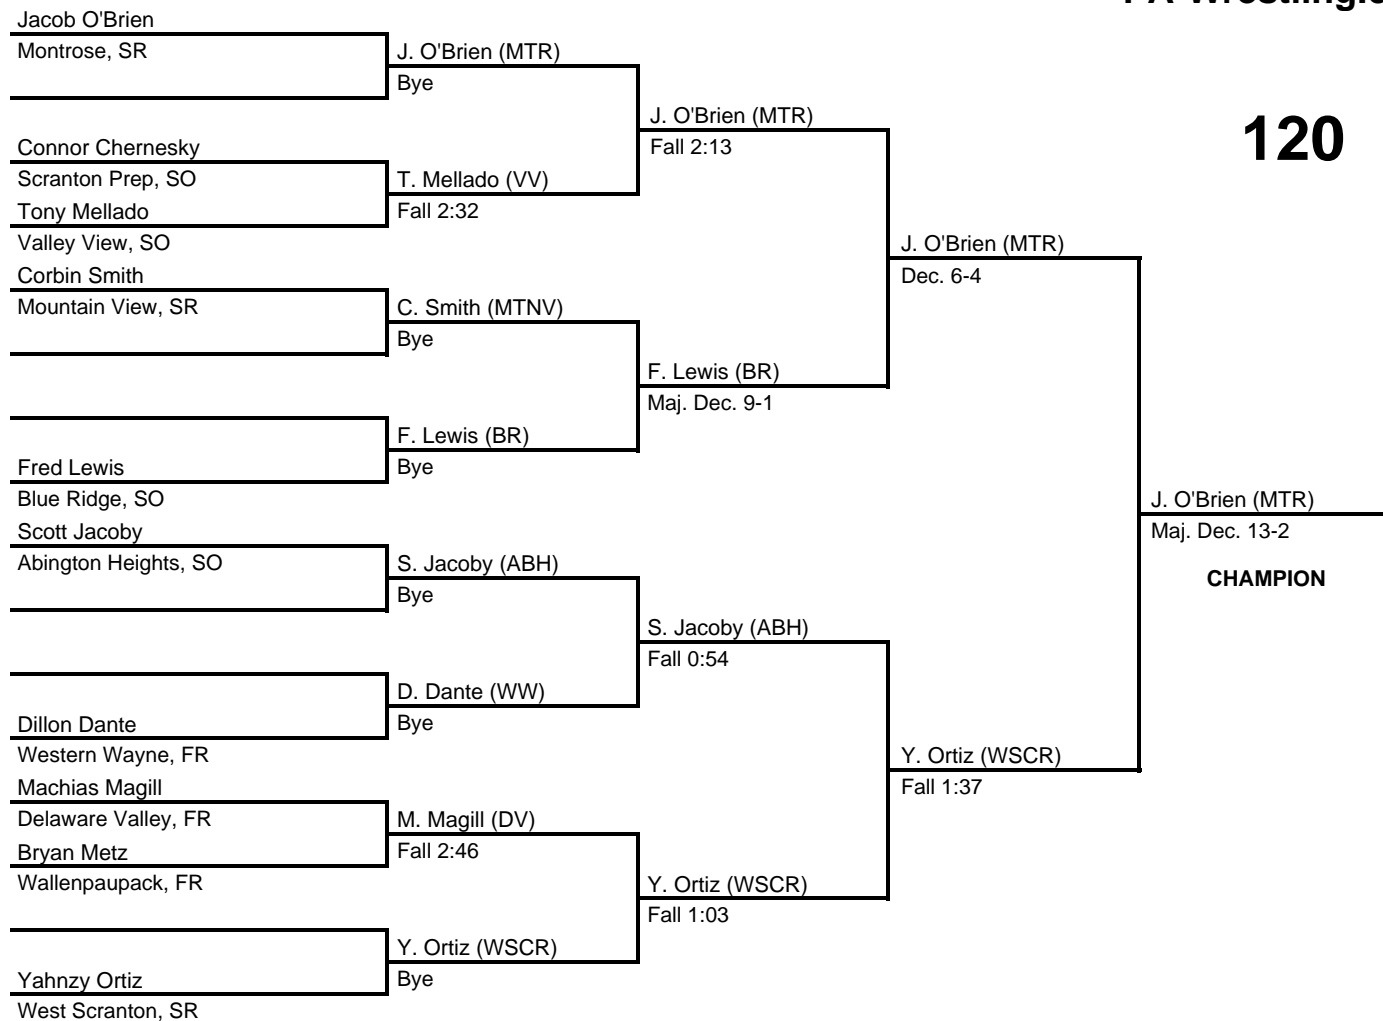 Jacob O'Brien
Montrose, SR
J. O'Brien (MTR)
Bye
J. O'Brien (MTR)
Fall 2:13
120
Connor Chernesky
Scranton Prep, SO
T. Mellado (VV)
Tony Mellado
Fall 2:32
Valley View, SO
J. O'Brien (MTR)
Dec. 6-4
Corbin Smith
Mountain View, SR
C. Smith (MTNV)
Bye
F. Lewis (BR)
Maj. Dec. 9-1
F. Lewis (BR)
Bye
Fred Lewis
Blue Ridge, SO
J. O'Brien (MTR)
Maj. Dec. 13-2
CHAMPION
Scott Jacoby
Abington Heights, SO
S. Jacoby (ABH)
Bye
S. Jacoby (ABH)
Fall 0:54
D. Dante (WW)
Bye
Dillon Dante
Western Wayne, FR
Y. Ortiz (WSCR)
Fall 1:37
Machias Magill
Delaware Valley, FR
M. Magill (DV)
Fall 2:46
Bryan Metz
Wallenpaupack, FR
Y. Ortiz (WSCR)
Fall 1:03
Y. Ortiz (WSCR)
Bye
Yahnzy Ortiz
West Scranton, SR